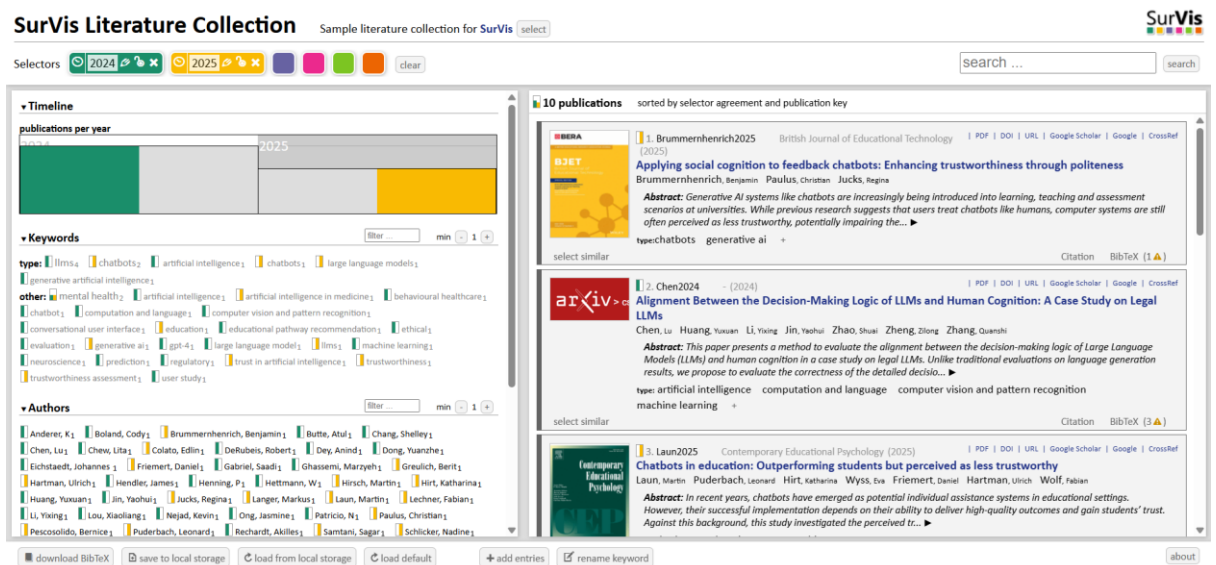 SurVis Literature Collection Sample literature collection for SurVis select
SurVis
Selectors 2024 2025 clear
search ... search
Timeline
publications per year
2024 2025
Keywords filter ... min - 1 +
type: llms4 chatbots2 artificial intelligence1 chatbots1 large language models1
generative artificial intelligence1
other: mental health2 artificial intelligence1 artificial intelligence in medicine1 behavioural healthcare1
chatbot1 computation and language1 computer vision and pattern recognition1
conversational user interface1 education1 educational pathway recommendation1 ethical1
evaluation1 generative ai1 gpt-41 large language model1 llms1 machine learning1
neuroscience1 prediction1 regulatory1 trust in artificial intelligence1 trustworthiness1
trustworthiness assessment1 user study1
Authors filter ... min - 1 +
Anderer, K1 Boland, Cody1 Brummernhenrich, Benjamin1 Butte, Atul1 Chang, Shelley1
Chen, Lu1 Chew, Lita1 Colato, Edlin1 DeRubeis, Robert1 Dey, Anind1 Dong, Yuanzhe1
Eichstaedt, Johannes 1 Friemert, Daniel1 Gabriel, Saadi1 Ghassemi, Marzyeh1 Greulich, Berit1
Hartman, Ulrich1 Hendler, James1 Henning, P1 Hettmann, W1 Hirsch, Martin1 Hirt, Katharina1
Huang, Yuxuan1 Jin, Yaohui1 Jucks, Regina1 Langer, Markus1 Laun, Martin1 Lechner, Fabian1
Li, Yixing1 Lou, Xiaoliang1 Nejad, Kevin1 Ong, Jasmine1 Patricio, N1 Paulus, Christian1
Pescosolido, Bernice1 Puderbach, Leonard1 Rechardt, Akilles1 Samtani, Sagar1 Schlicker, Nadine1
10 publications sorted by selector agreement and publication key
BERA
BJET
1. Brummernhenrich2025 British Journal of Educational Technology | PDF | DOI | URL | Google Scholar | Google | CrossRef
(2025)
Applying social cognition to feedback chatbots: Enhancing trustworthiness through politeness
Brummernhenrich, Benjamin Paulus, Christian Jucks, Regina
Abstract: Generative AI systems like chatbots are increasingly being introduced into learning, teaching and assessment
scenarios at universities. While previous research suggests that users treat chatbots like humans, computer systems are still
often perceived as less trustworthy, potentially impairing the... ▶
type:chatbots generative ai +
select similar Citation BibTeX (1)
arXiv > cs
2. Chen2024 - (2024) | PDF | DOI | URL | Google Scholar | Google | CrossRef
Alignment Between the Decision-Making Logic of LLMs and Human Cognition: A Case Study on Legal
LLMs
Chen, Lu Huang, Yuxuan Li, Yixing Jin, Yaohui Zhao, Shuai Zheng, Zilong Zhang, Quanshi
Abstract: This paper presents a method to evaluate the alignment between the decision-making logic of Large Language
Models (LLMs) and human cognition in a case study on legal LLMs. Unlike traditional evaluations on language generation
results, we propose to evaluate the correctness of the detailed decisio... ▶
type: artificial intelligence computation and language computer vision and pattern recognition
machine learning +
select similar Citation BibTeX (3)
Contemporary
Educational
Psychology
CEP
3. Laun2025 Contemporary Educational Psychology (2025) | PDF | DOI | URL | Google Scholar | Google | CrossRef
Chatbots in education: Outperforming students but perceived as less trustworthy
Laun, Martin Puderbach, Leonard Hirt, Katharina Wyss, Eva Friemert, Daniel Hartman, Ulrich Wolf, Fabian
Abstract: In recent years, chatbots have emerged as potential individual assistance systems in educational settings.
However, their successful implementation depends on their ability to deliver high-quality outcomes and gain students' trust.
Against this background, this study investigated the perceived tr... ▶
download BibTeX save to local storage load from local storage load default + add entries rename keyword about